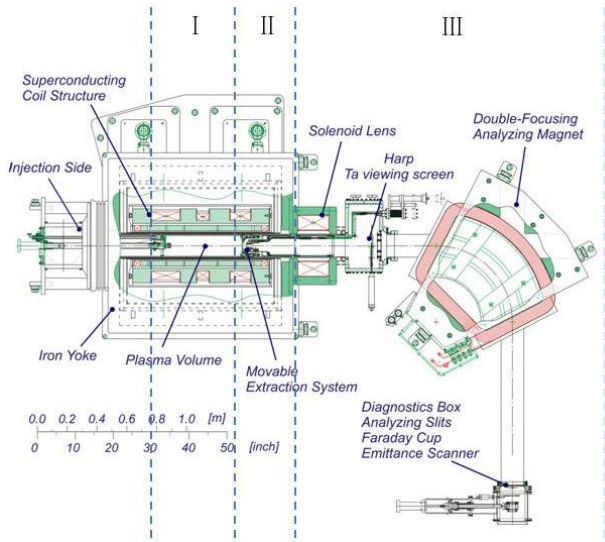 I
II
III
Superconducting
Coil Structure
Injection Side
Solenoid Lens
Harp
Ta viewing screen
Double-Focusing
Analyzing Magnet
Iron Yoke
Plasma Volume
Movable
Extraction System
Diagnostics Box
Analyzing Slits
Faraday Cup
Emittance Scanner
0.0 0.2 0.4 0.6 0.8 1.0 [m]
0 10 20 30 40 50 [inch]